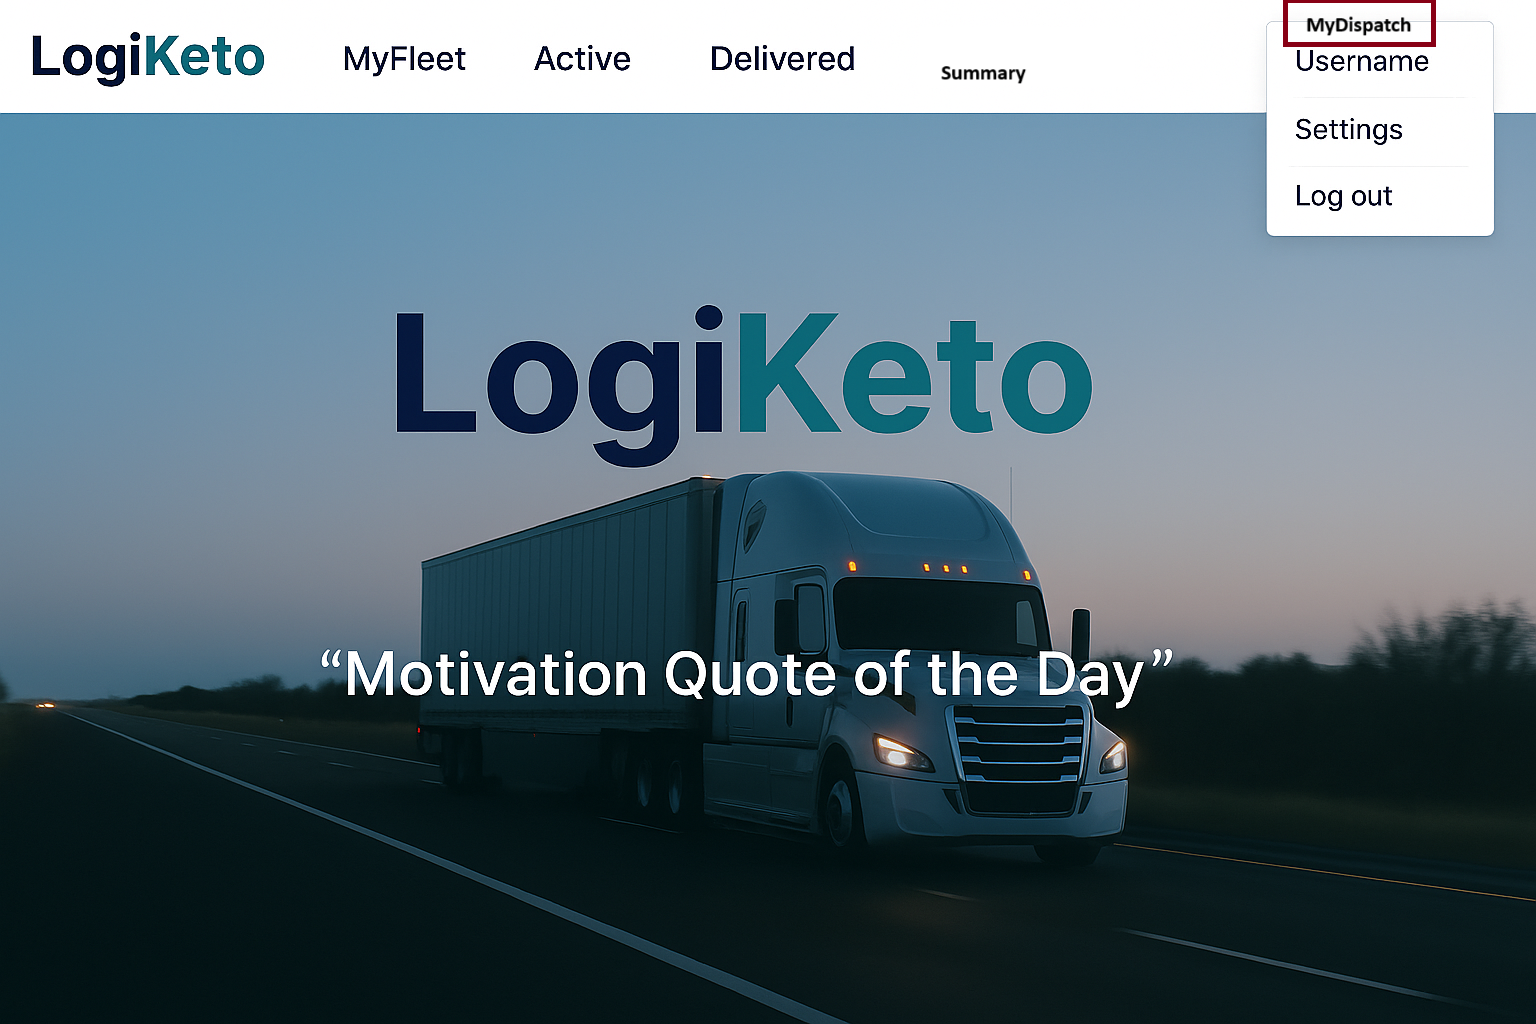 LogiKeto MyFleet Active Delivered Summary
MyDispatch
Username
Settings
Log out
LogiKeto
“Motivation Quote of the Day”